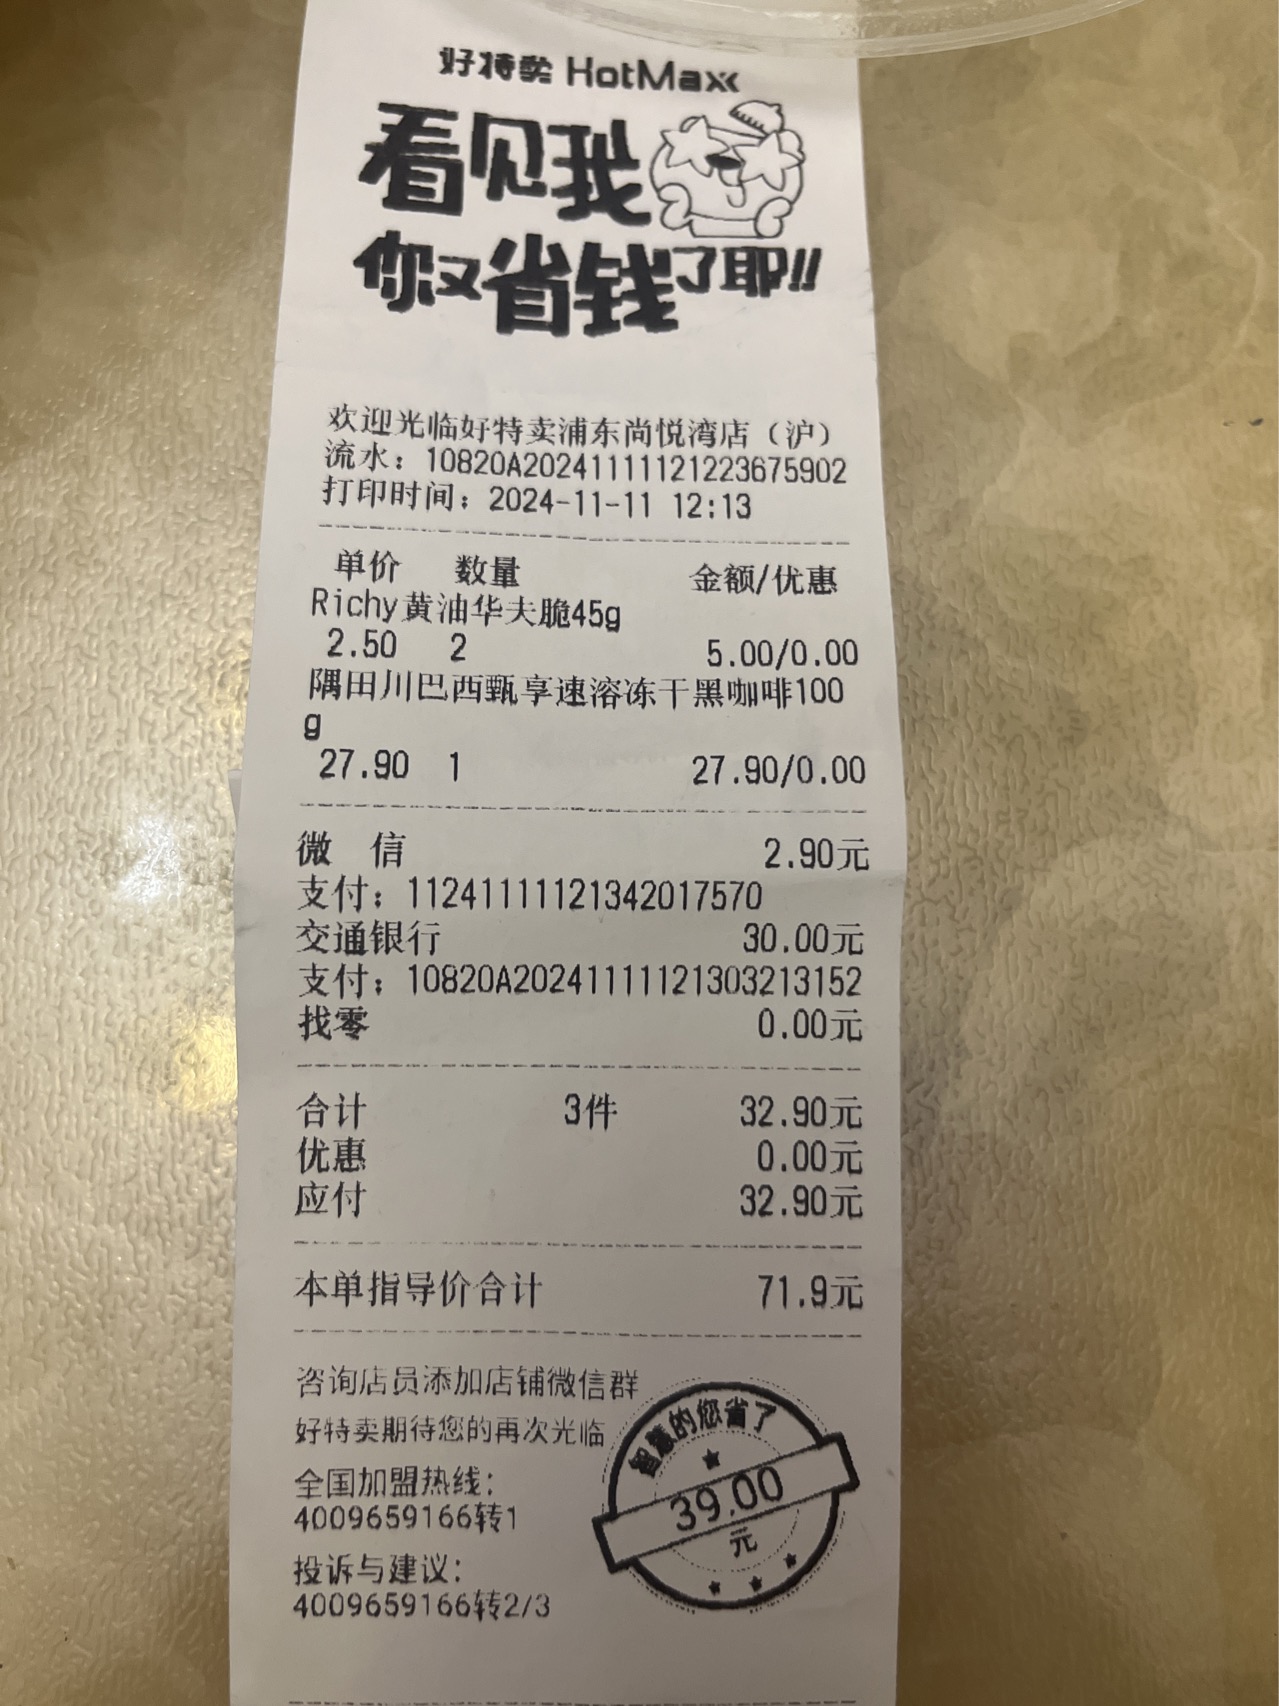 好特卖 HotMaxx
看见我
你又省钱了耶!!
欢迎光临好特卖浦东尚悦湾店（沪）
流水：10820A20241111121223675902
打印时间：2024-11-11 12:13
单价 数量 金额/优惠
Richy黄油华夫脆45g
2.50 2 5.00/0.00
隅田川巴西甄享速溶冻干黑咖啡100
g
27.90 1 27.90/0.00
微 信 2.90元
支付：11241111121342017570
交通银行 30.00元
支付：10820A20241111121303213152
找零 0.00元
合计 3件 32.90元
优惠 0.00元
应付 32.90元
本单指导价合计 71.9元
咨询店员添加店铺微信群
好特卖期待您的再次光临
全国加盟热线：
4009659166转1
投诉与建议：
4009659166转2/3
智慧的您省了
39.00
元